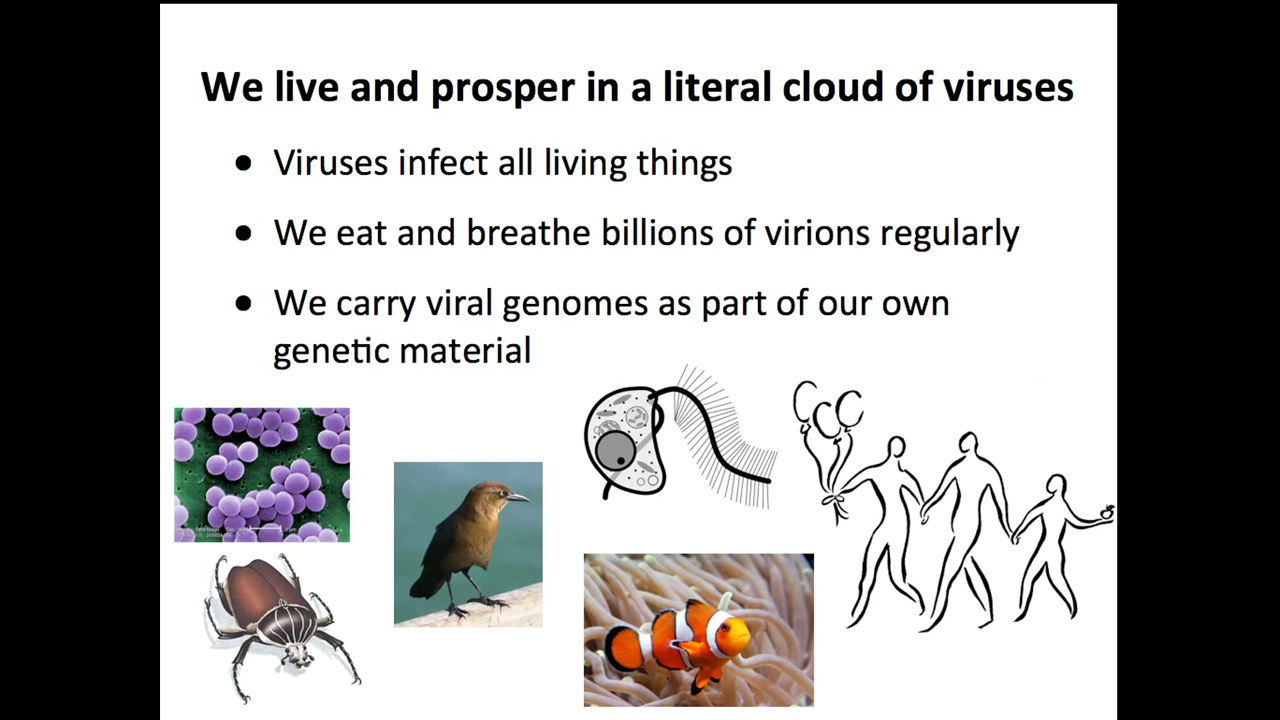 We live and prosper in a literal cloud of viruses
● Viruses infect all living things
● We eat and breathe billions of virions regularly
● We carry viral genomes as part of our own
genetic material